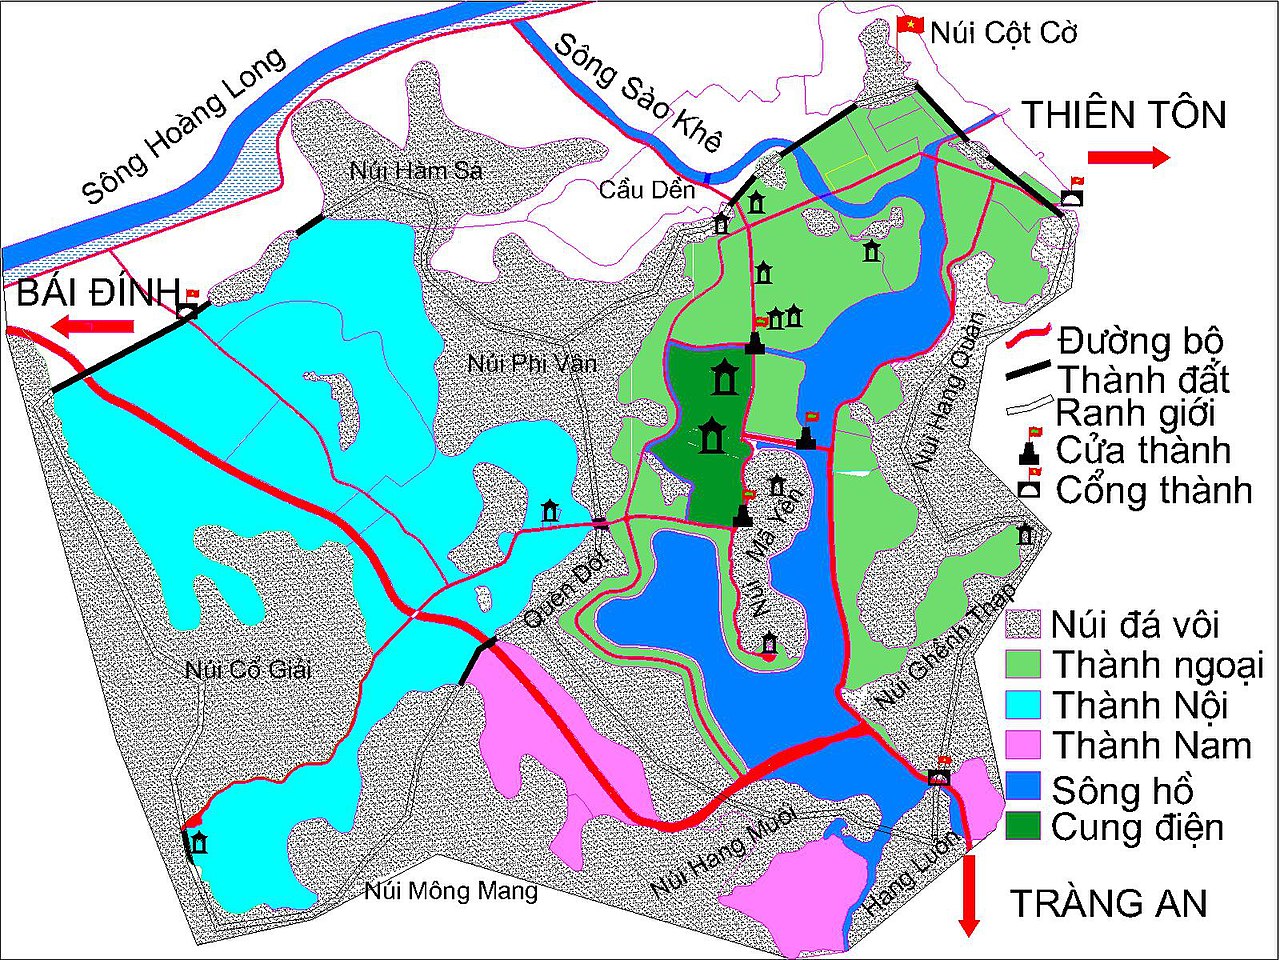 Núi Cột Cờ
Sông Hoàng Long
Sông Sào Khê
THIÊN TÔN
Núi Hàm Sá
Cầu Dền
BÁI ĐÍNH
Núi Phi Vân
Núi Hang Quàn
Đường bộ
Thành đất
Ranh giới
Cửa thành
Cổng thành
Núi Mã Yên
Quèn Dót
Núi Ghềnh Tháp
Núi đá vôi
Thành ngoại
Thành Nội
Thành Nam
Sông hồ
Cung điện
Núi Cố Giải
Núi Hang Muối
Hang Luồn
Núi Mông Mang
TRÀNG AN